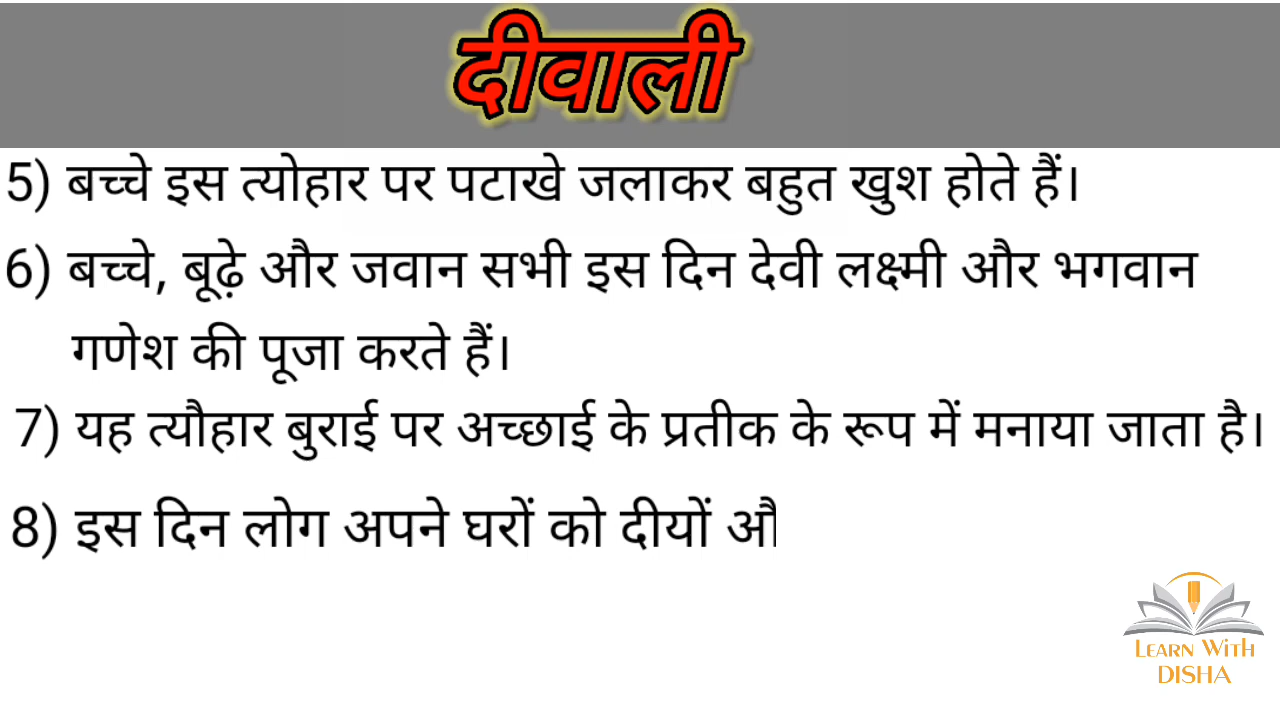 दीवाली
5) बच्चे इस त्योहार पर पटाखे जलाकर बहुत खुश होते हैं।
6) बच्चे, बूढ़े और जवान सभी इस दिन देवी लक्ष्मी और भगवान
गणेश की पूजा करते हैं।
7) यह त्यौहार बुराई पर अच्छाई के प्रतीक के रूप में मनाया जाता है।
8) इस दिन लोग अपने घरों को दीयों औ
LEARN WITH
DISHA